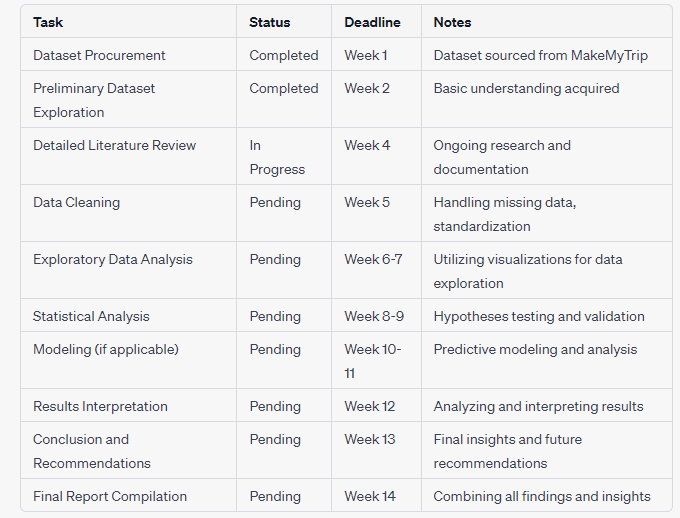 Task Status Deadline Notes
Dataset Procurement Completed Week 1 Dataset sourced from MakeMyTrip
Preliminary Dataset Completed Week 2 Basic understanding acquired
Exploration
Detailed Literature Review In Week 4 Ongoing research and
Progress documentation
Data Cleaning Pending Week 5 Handling missing data,
standardization
Exploratory Data Analysis Pending Week 6-7 Utilizing visualizations for data
exploration
Statistical Analysis Pending Week 8-9 Hypotheses testing and validation
Modeling (if applicable) Pending Week 10- Predictive modeling and analysis
11
Results Interpretation Pending Week 12 Analyzing and interpreting results
Conclusion and Pending Week 13 Final insights and future
Recommendations recommendations
Final Report Compilation Pending Week 14 Combining all findings and insights